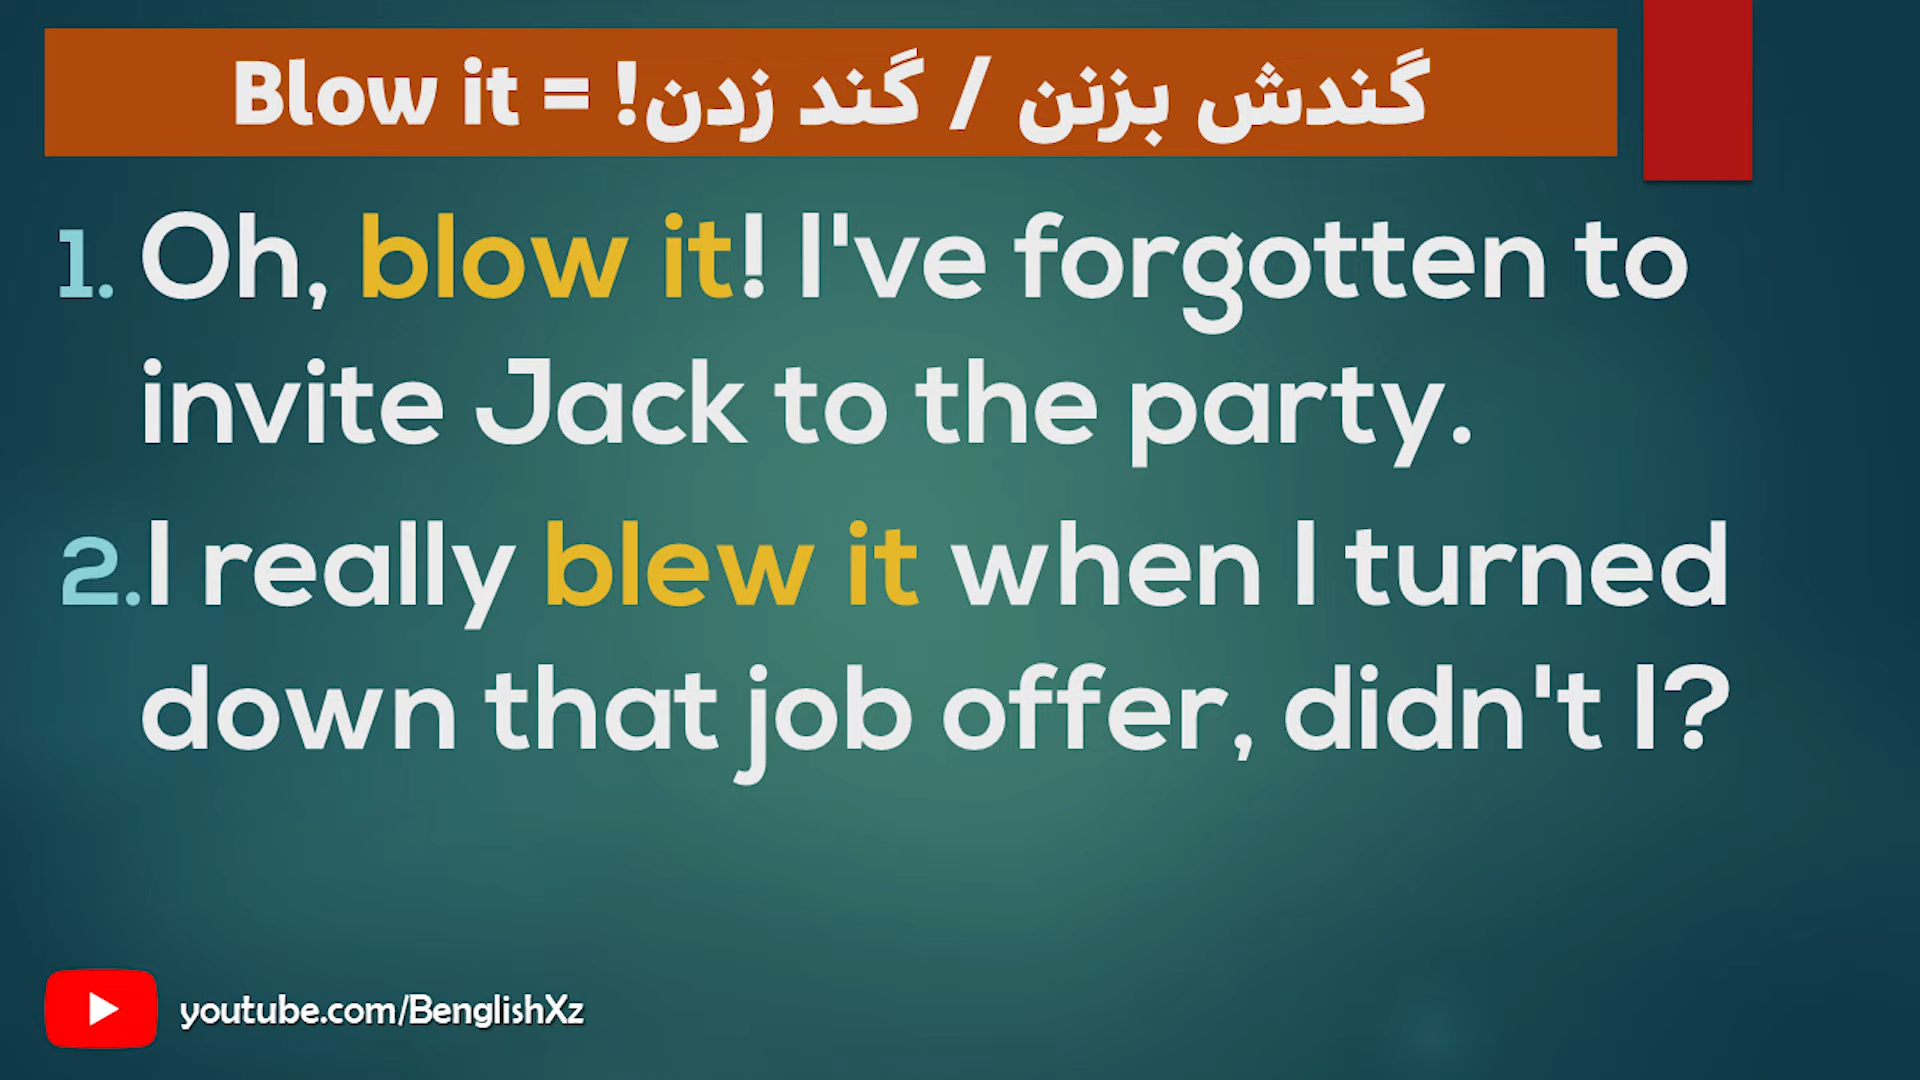 Blow it = گندش بزنن / گند زدن!
1. Oh, blow it! I've forgotten to
invite Jack to the party.
2. I really blew it when I turned
down that job offer, didn't I?
youtube.com/BenglishXz